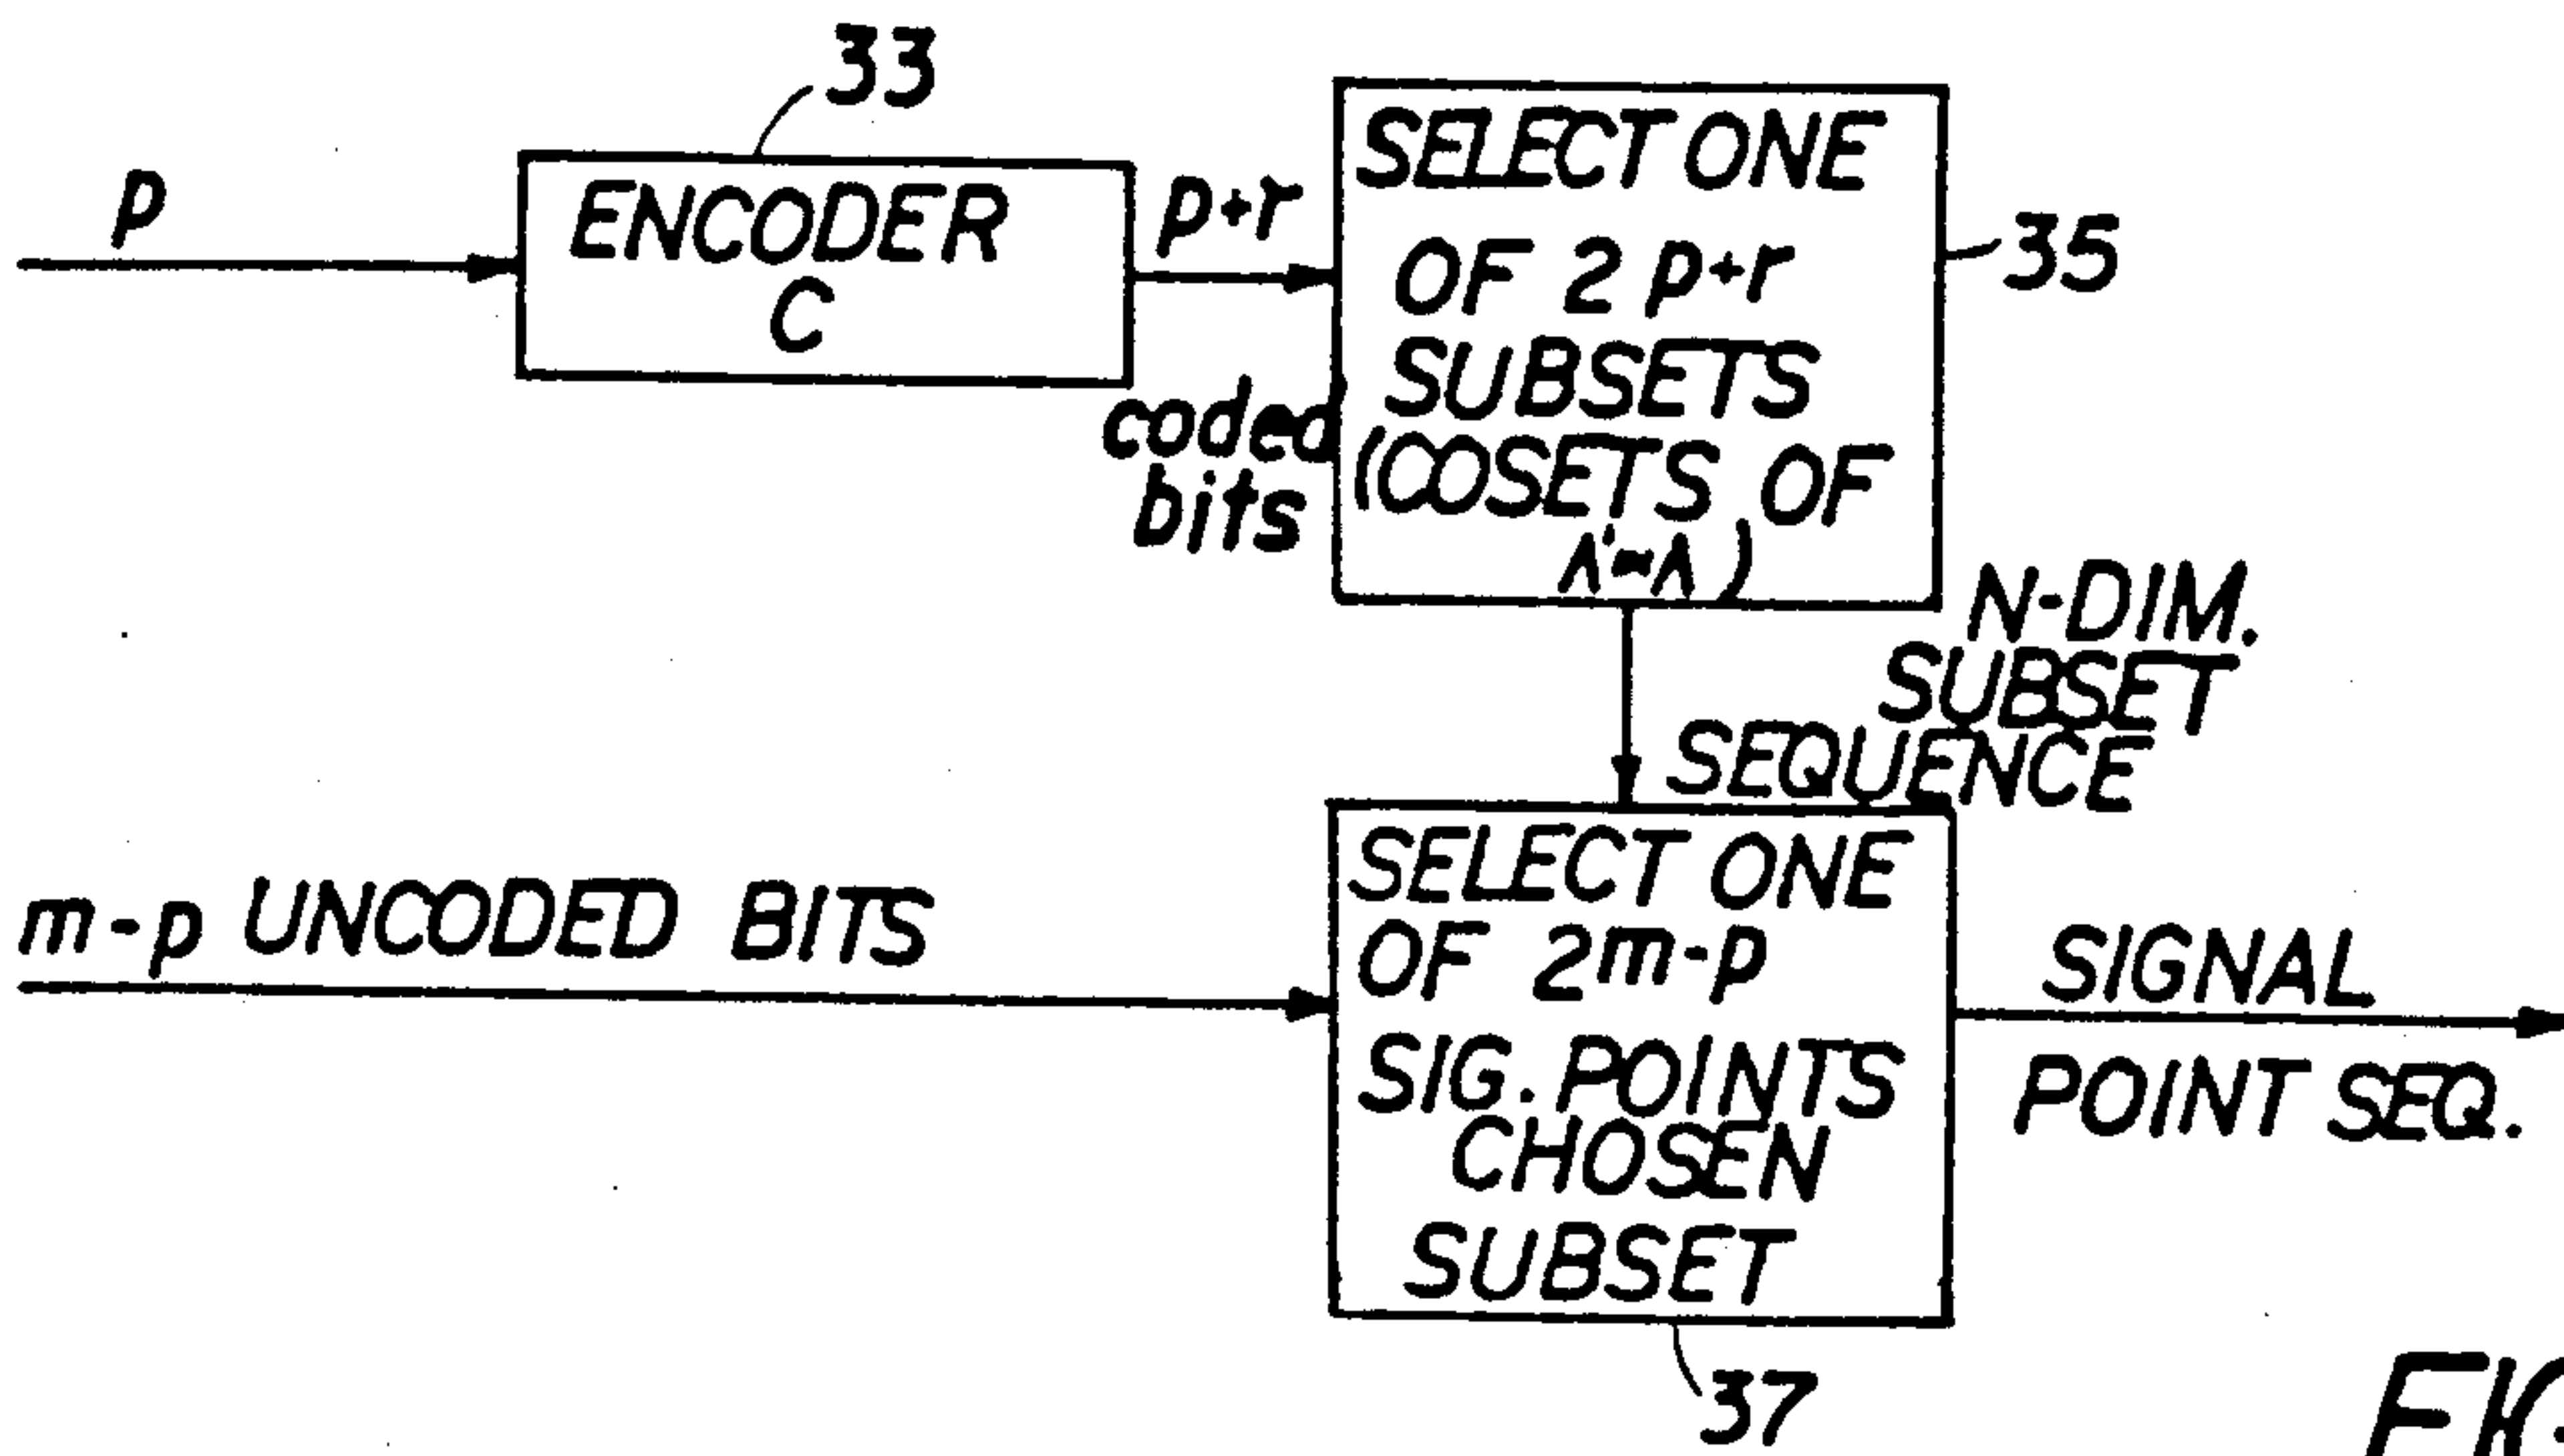 33
p
ENCODER
C
p+r
coded
bits
SELECT ONE
OF 2 p+r
SUBSETS
(COSETS OF
Λ' in Λ)
35
N-DIM.
SUBSET
SEQUENCE
m-p UNCODED BITS
SELECT ONE
OF 2m-p
SIG. POINTS
CHOSEN
SUBSET
37
SIGNAL
POINT SEQ.